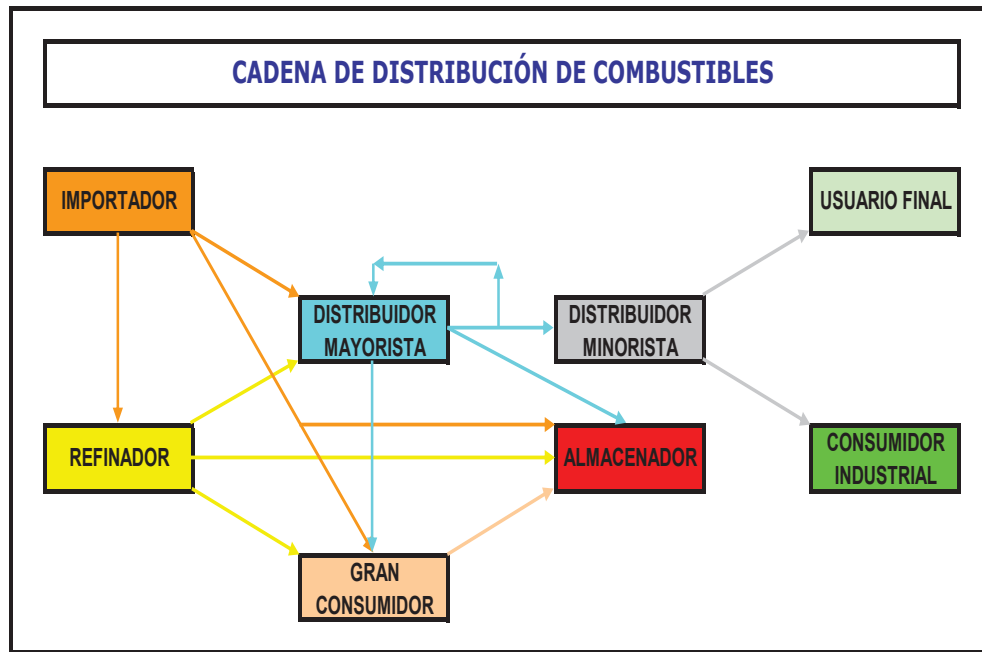 CADENA DE DISTRIBUCIÓN DE COMBUSTIBLES
IMPORTADOR
USUARIO FINAL
DISTRIBUIDOR
MAYORISTA
DISTRIBUIDOR
MINORISTA
REFINADOR
ALMACENADOR
CONSUMIDOR
INDUSTRIAL
GRAN
CONSUMIDOR